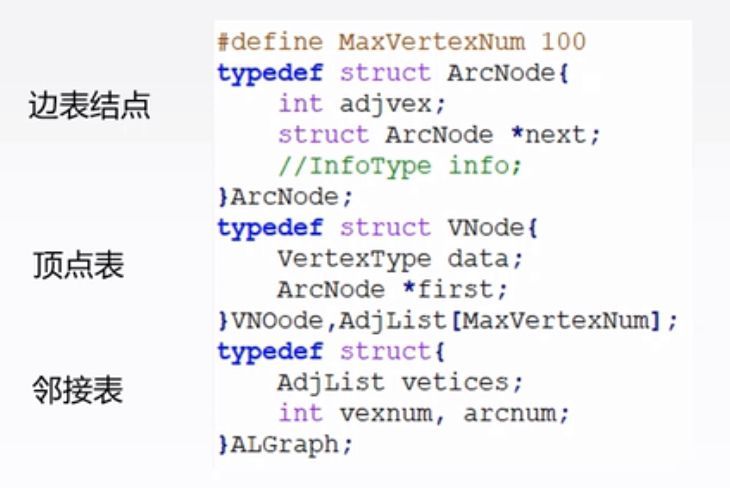 #define MaxVertexNum 100
typedef struct ArcNode{
边表结点
int adjvex;
struct ArcNode *next;
//InfoType info;
}ArcNode;
typedef struct VNode{
顶点表
VertexType data;
ArcNode *first;
}VNOode,AdjList[MaxVertexNum];
typedef struct{
邻接表
AdjList vetices;
int vexnum, arcnum;
}ALGraph;